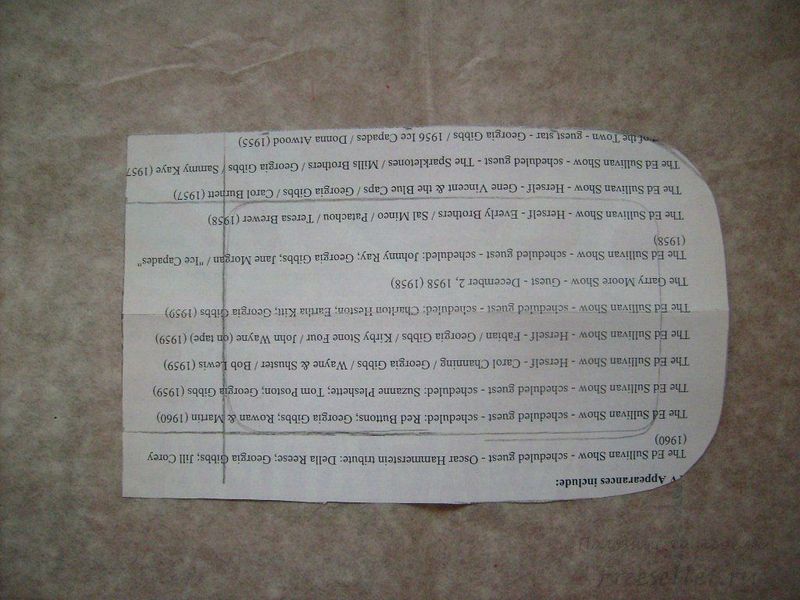 TV Appearances include:
The Ed Sullivan Show - scheduled guest - Oscar Hammerstein tribute: Della Reese; Georgia Gibbs; Jill Corey
(1960)
The Ed Sullivan Show - scheduled guest - scheduled: Red Buttons; Georgia Gibbs; Rowan & Martin (1960)
The Ed Sullivan Show - scheduled guest - scheduled: Suzanne Pleshette; Tom Poston; Georgia Gibbs (1959)
The Ed Sullivan Show - Herself - Carol Channing / Georgia Gibbs / Wayne & Shuster / Bob Lewis (1959)
The Ed Sullivan Show - Herself - Fabian / Georgia Gibbs / Kirby Stone Four / John Wayne (on tape) (1959)
The Ed Sullivan Show - scheduled guest - scheduled: Charlton Heston; Eartha Kitt; Georgia Gibbs (1959)
The Garry Moore Show - Guest - December 2, 1958 (1958)
The Ed Sullivan Show - scheduled guest - scheduled: Johnny Ray; Georgia Gibbs; Jane Morgan / "Ice Capades"
(1958)
The Ed Sullivan Show - Herself - Everly Brothers / Sal Mineo / Patachou / Teresa Brewer (1958)
The Ed Sullivan Show - Herself - Gene Vincent & the Blue Caps / Georgia Gibbs / Carol Burnett (1957)
The Ed Sullivan Show - scheduled guest - The Sparkletones / Mills Brothers / Georgia Gibbs / Sammy Kaye (1957
of the Town - guest star - Georgia Gibbs / 1956 Ice Capades / Donna Atwood (1955)